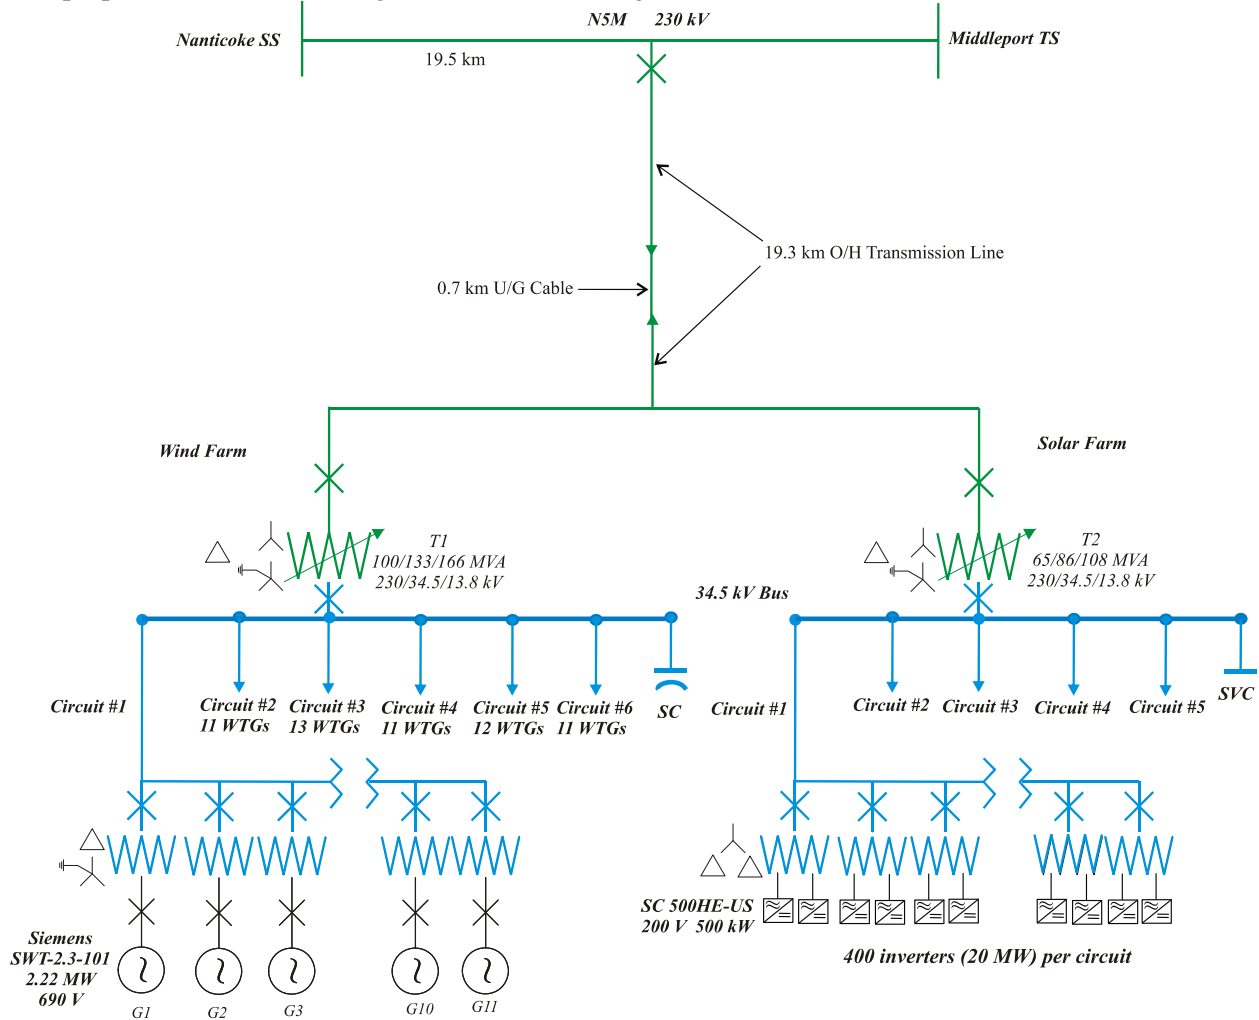 N5M 230 kV
Nanticoke SS
Middleport TS
19.5 km
19.3 km O/H Transmission Line
0.7 km U/G Cable
Wind Farm
Solar Farm
T1
100/133/166 MVA
230/34.5/13.8 kV
T2
65/86/108 MVA
230/34.5/13.8 kV
34.5 kV Bus
Circuit #1
Circuit #2
11 WTGs
Circuit #3
13 WTGs
Circuit #4
11 WTGs
Circuit #5
12 WTGs
Circuit #6
11 WTGs
SC
Circuit #1
Circuit #2
Circuit #3
Circuit #4
Circuit #5
SVC
SC 500HE-US
200 V 500 kW
400 inverters (20 MW) per circuit
Siemens
SWT-2.3-101
2.22 MW
690 V
G1
G2
G3
G10
G11